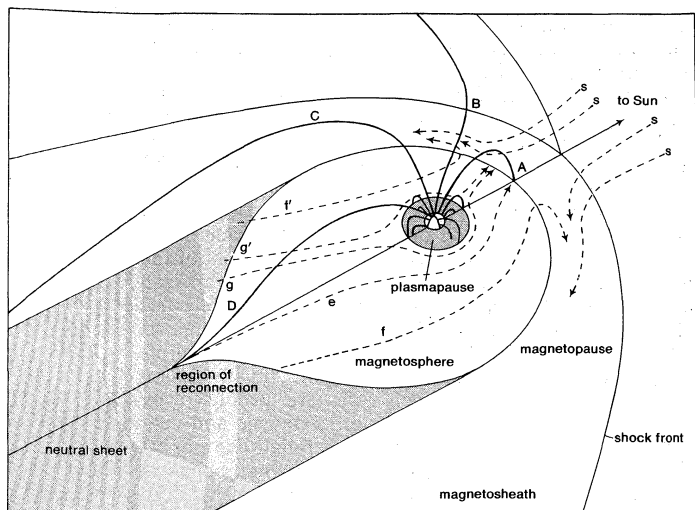 B
s
s
to Sun
s
C
s
A
f'
g'
plasmapause
g
e
D
f
magnetosphere
magnetopause
region of
reconnection
neutral sheet
shock front
magnetosheath